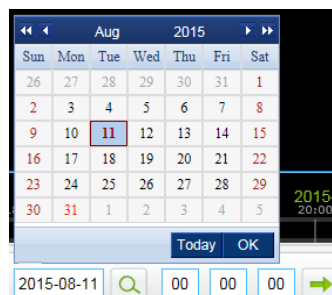 Aug 2015
Sun Mon Tue Wed Thu Fri Sat
26 27 28 29 30 31 1
2 3 4 5 6 7 8
9 10 11 12 13 14 15
16 17 18 19 20 21 22
23 24 25 26 27 28 29
30 31 1 2 3 4 5
2015-
20:00
Today OK
2015-08-11 00 00 00